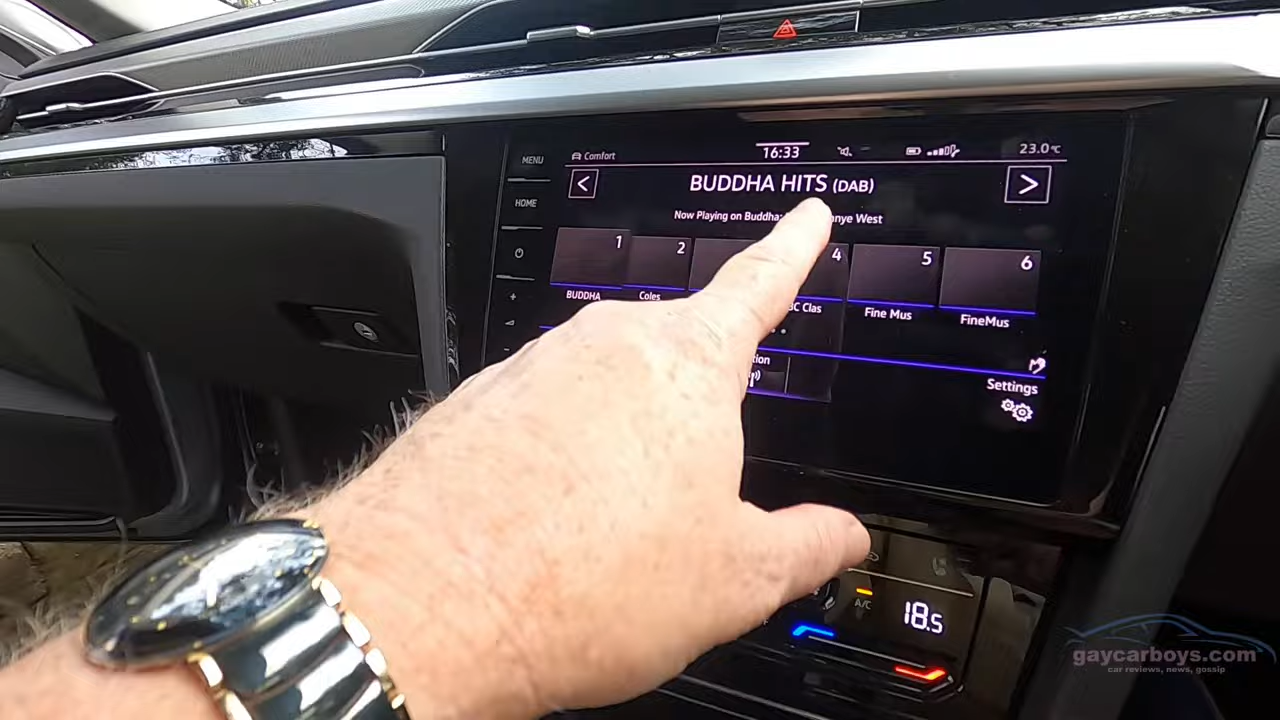 MENU
Comfort
16:33
23.0°C
HOME
<
BUDDHA HITS (DAB)
>
Now Playing on Buddha: nye West
1 2 4 5 6
BUDDHA Coles Fine Mus FineMus
+
Settings
A/C
18.5
gaycarboys.com
car reviews, news, gossip